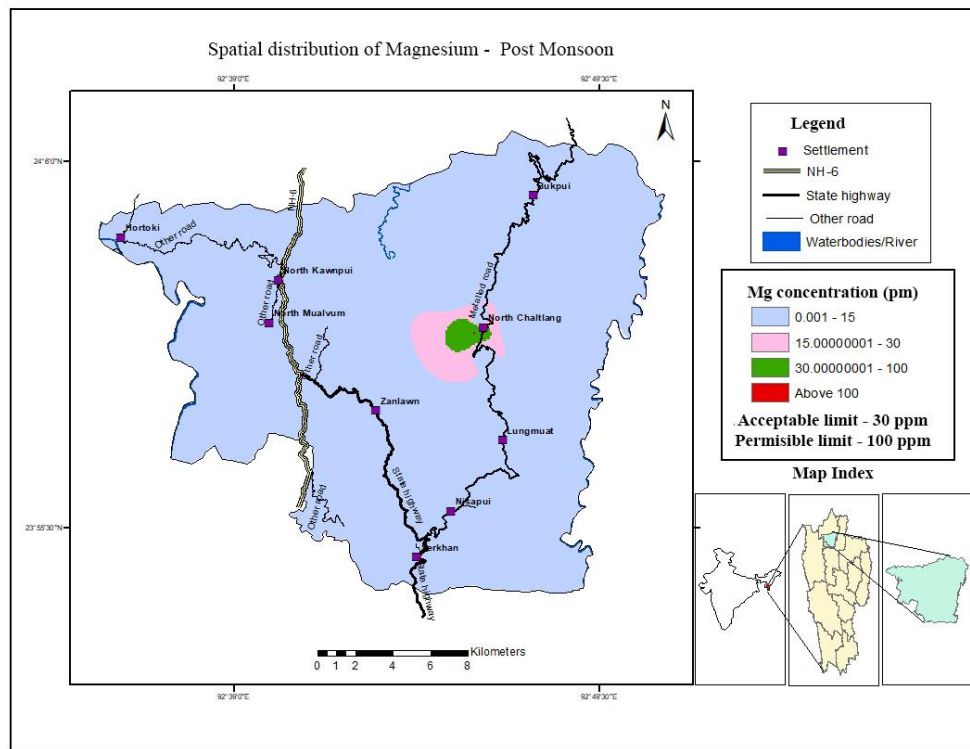 Spatial distribution of Magnesium - Post Monsoon
92°39'0"E
92°49'30"E
N
24°6'0"N
Bukpui
NH-6
Hortoki
Other road
North Kawnpui
Metalled road
Other road
North Mualvum
North Chaltlang
ther road
Zanlawn
Lungmuat
State highway
Nisapui
Other road
23°55'30"N
erkhan
State highway
Kilometers
0 1 2 4 6 8
92°39'0"E
92°49'30"E
Legend
Settlement
NH-6
State highway
Other road
Waterbodies/River
Mg concentration (pm)
0.001 - 15
15.00000001 - 30
30.00000001 - 100
Above 100
Acceptable limit - 30 ppm
Permisible limit - 100 ppm
Map Index